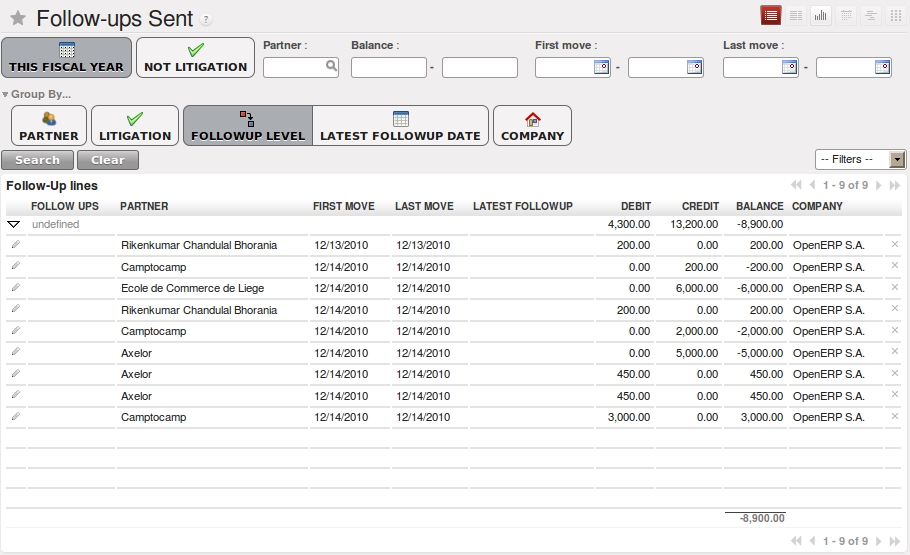 Follow-ups Sent ?
THIS FISCAL YEAR NOT LITIGATION Partner : Balance : - First move : - Last move : -
Group By...
PARTNER LITIGATION FOLLOWUP LEVEL LATEST FOLLOWUP DATE COMPANY
Search Clear -- Filters --
Follow-Up lines 1 - 9 of 9
FOLLOW UPS PARTNER FIRST MOVE LAST MOVE LATEST FOLLOWUP DEBIT CREDIT BALANCE COMPANY
undefined 4,300.00 13,200.00 -8,900.00
Rikenkumar Chandulal Bhorania 12/13/2010 12/13/2010 200.00 0.00 200.00 OpenERP S.A.
Camptocamp 12/14/2010 12/14/2010 0.00 200.00 -200.00 OpenERP S.A.
Ecole de Commerce de Liege 12/14/2010 12/14/2010 0.00 6,000.00 -6,000.00 OpenERP S.A.
Rikenkumar Chandulal Bhorania 12/14/2010 12/14/2010 200.00 0.00 200.00 OpenERP S.A.
Camptocamp 12/14/2010 12/14/2010 0.00 2,000.00 -2,000.00 OpenERP S.A.
Axelor 12/14/2010 12/14/2010 0.00 5,000.00 -5,000.00 OpenERP S.A.
Axelor 12/14/2010 12/14/2010 450.00 0.00 450.00 OpenERP S.A.
Axelor 12/14/2010 12/14/2010 450.00 0.00 450.00 OpenERP S.A.
Camptocamp 12/14/2010 12/14/2010 3,000.00 0.00 3,000.00 OpenERP S.A.
-8,900.00
1 - 9 of 9